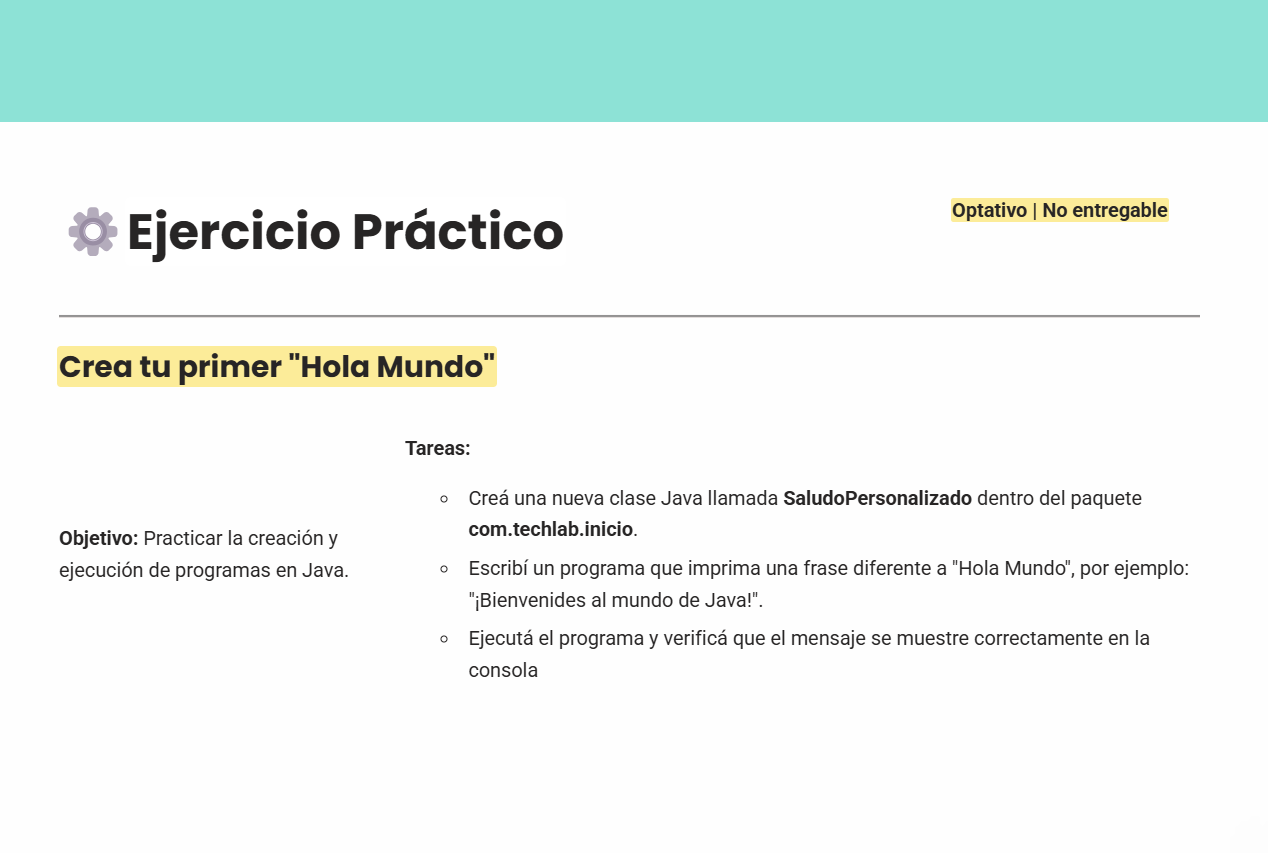 Ejercicio Práctico
Optativo | No entregable
Crea tu primer "Hola Mundo"
Objetivo: Practicar la creación y
ejecución de programas en Java.
Tareas:
Creá una nueva clase Java llamada SaludoPersonalizado dentro del paquete
com.techlab.inicio.
Escribí un programa que imprima una frase diferente a "Hola Mundo", por ejemplo:
"¡Bienvenides al mundo de Java!".
Ejecutá el programa y verificá que el mensaje se muestre correctamente en la
consola